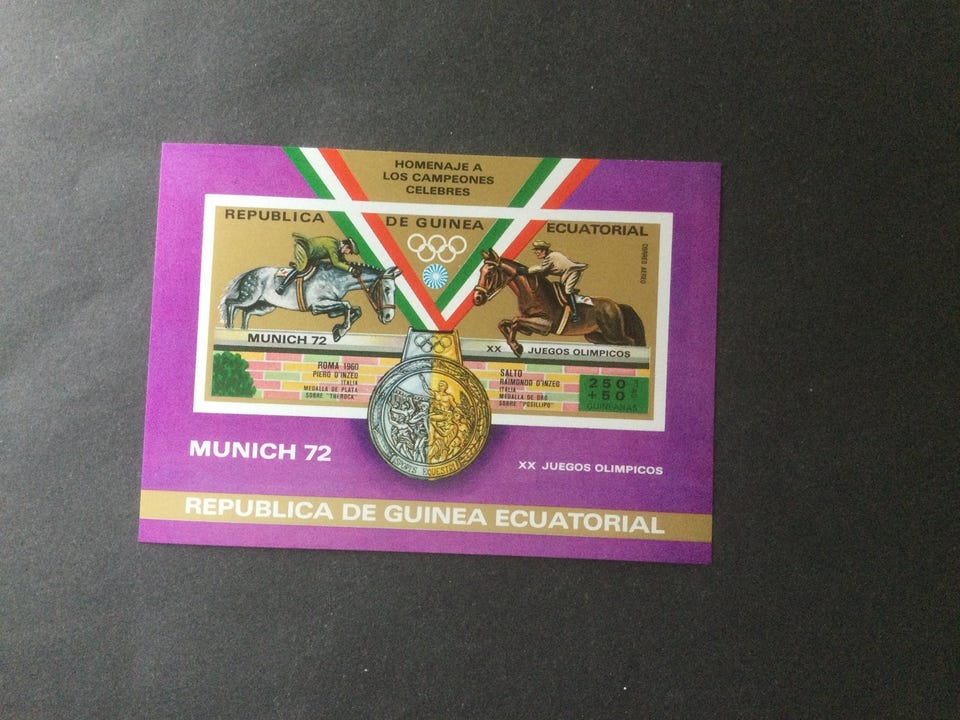 HOMENAJE A
LOS CAMPEONES
CELEBRES
REPUBLICA DE GUINEA ECUATORIAL
CORREO AEREO
MUNICH 72
XX JUEGOS OLIMPICOS
ROMA 1960
PIERO D'INZEO
ITALIA
MEDALLA DE PLATA
SOBRE "THEROCK"
SALTO
RAIMONDO D'INZEO
ITALIA
MEDALLA DE ORO
SOBRE "POSILLIPO"
250
+50
GUINEANAS
MUNICH 72
XX JUEGOS OLIMPICOS
REPUBLICA DE GUINEA ECUATORIAL